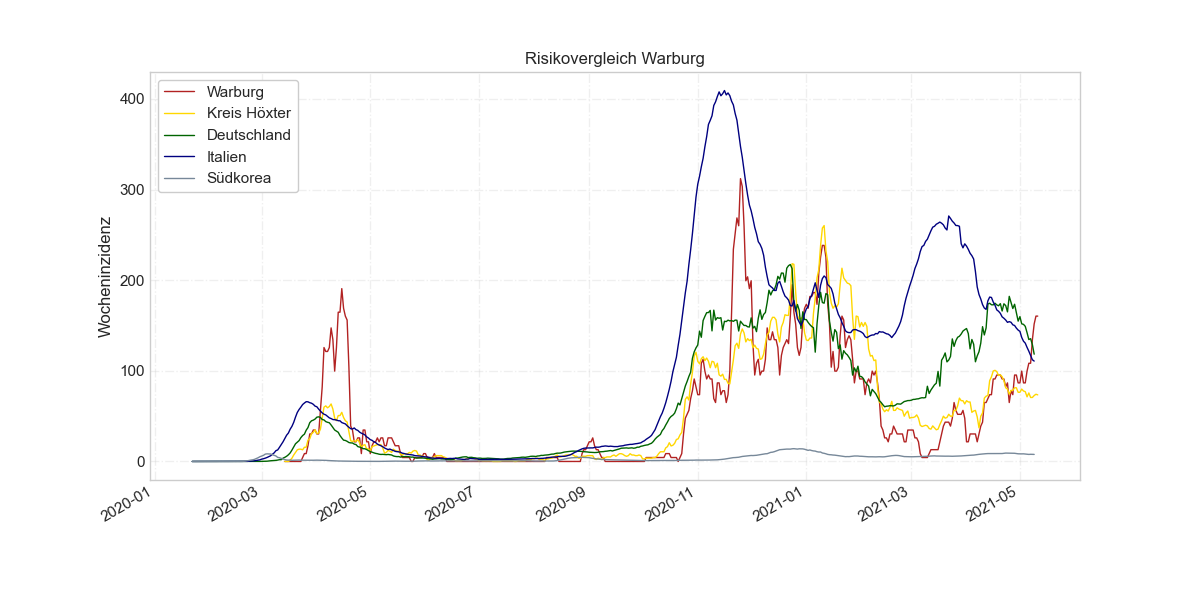 Risikovergleich Warburg
Warburg
Kreis Höxter
Deutschland
Italien
Südkorea
Wocheninzidenz
400
300
200
100
0
2020-01
2020-03
2020-05
2020-07
2020-09
2020-11
2021-01
2021-03
2021-05